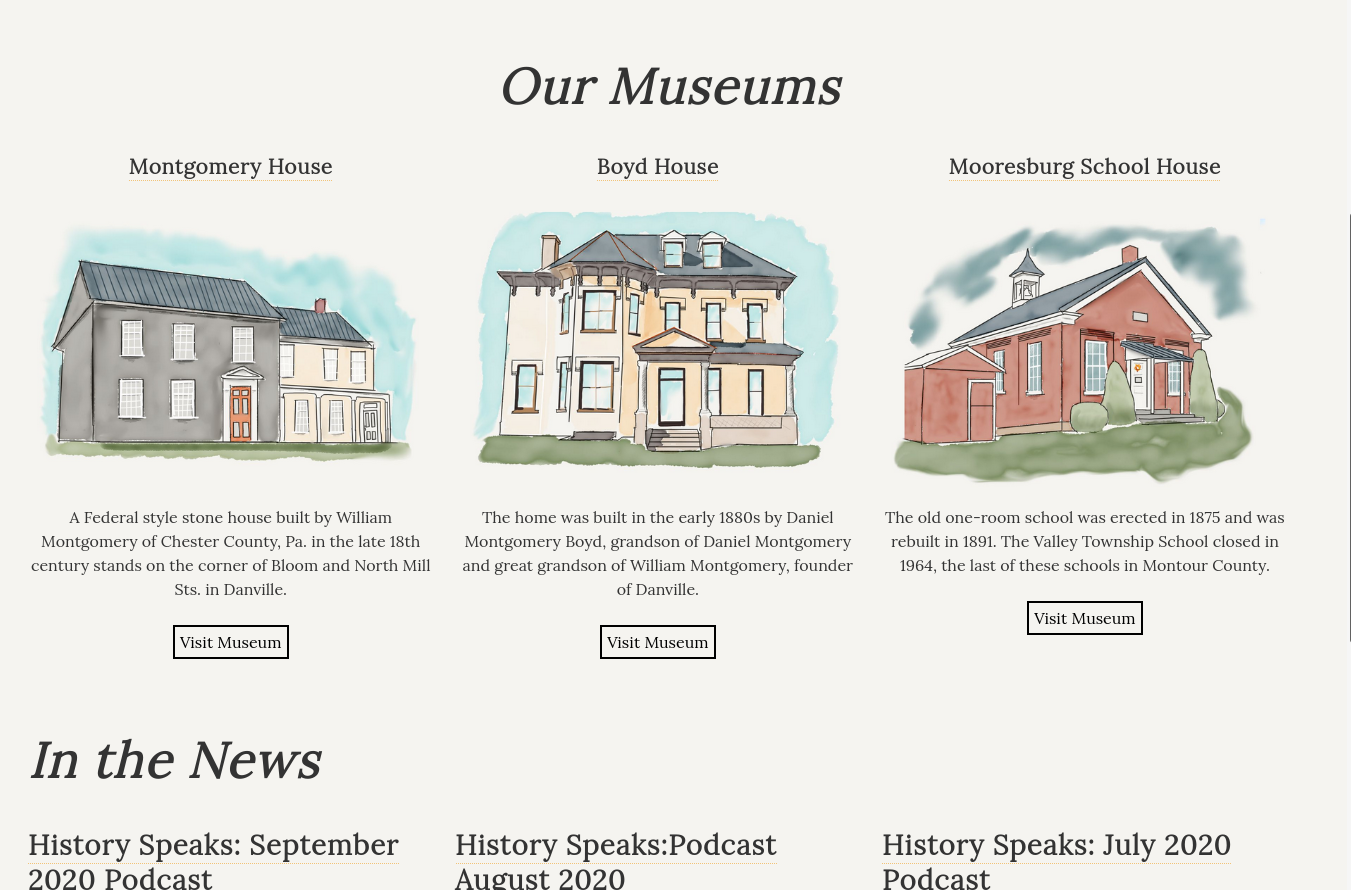 Our Museums
Montgomery House
Boyd House
Mooresburg School House
A Federal style stone house built by William
Montgomery of Chester County, Pa. in the late 18th
century stands on the corner of Bloom and North Mill
Sts. in Danville.
Visit Museum
The home was built in the early 1880s by Daniel
Montgomery Boyd, grandson of Daniel Montgomery
and great grandson of William Montgomery, founder
of Danville.
Visit Museum
The old one-room school was erected in 1875 and was
rebuilt in 1891. The Valley Township School closed in
1964, the last of these schools in Montour County.
Visit Museum
In the News
History Speaks: September
2020 Podcast
History Speaks:Podcast
August 2020
History Speaks: July 2020
Podcast